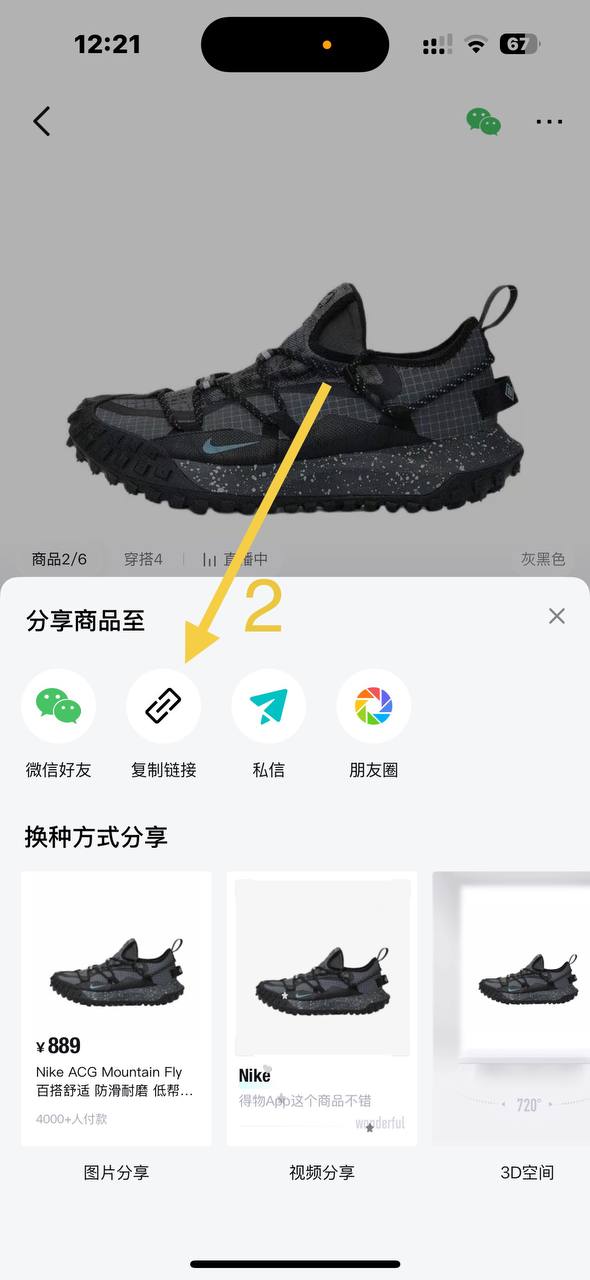 12:21
67
商品2/6 穿搭4 直播中 灰黑色
分享商品至
2
微信好友 复制链接 私信 朋友圈
换种方式分享
¥889
Nike ACG Mountain Fly
百搭舒适 防滑耐磨 低帮...
4000+人付款
Nike
得物App这个商品不错
wonderful
720°
图片分享 视频分享 3D空间